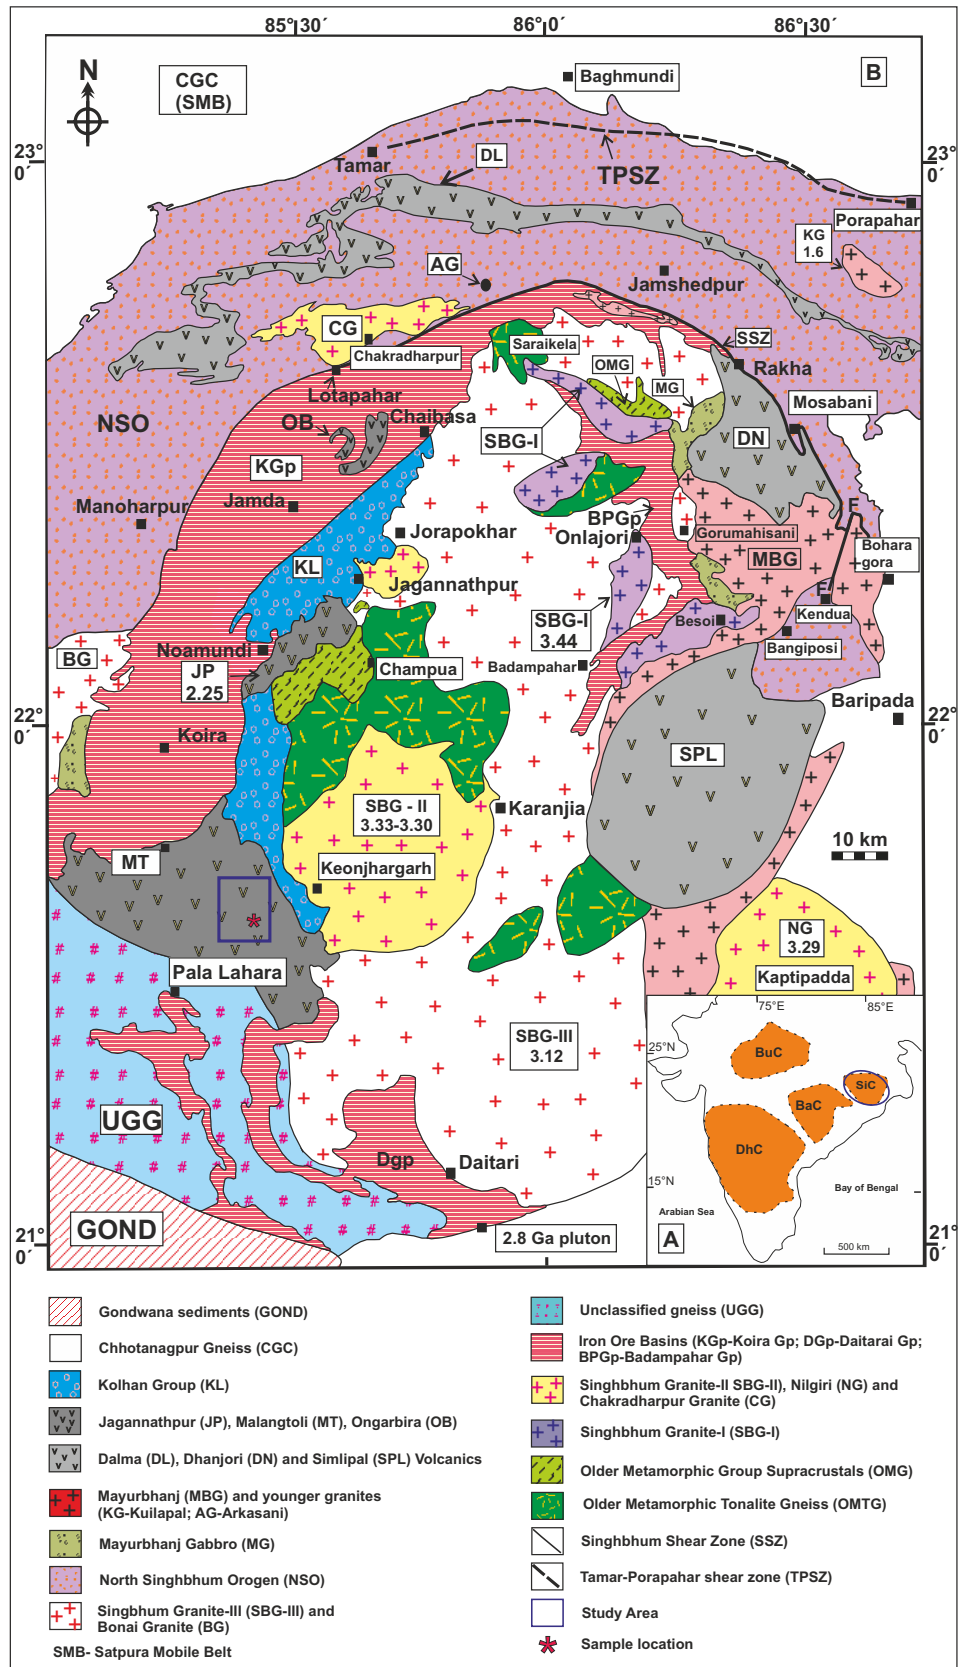 85° 30′
86° 0′
86° 30′
N
CGC
(SMB)
Baghmundi
B
23°
0′
23°
0′
Tamar
DL
TPSZ
Porapahar
KG
1.6
AG
Jamshedpur
CG
Chakradharpur
Saraikela
SSZ
OMG
MG
Rakha
Lotapahar
OB
Chaibasa
Mosabani
NSO
SBG-I
DN
KGp
Manoharpur
Jamda
BPGp
Onlajori
F
Jorapokhar
Gorumahisani
Bohara
gora
MBG
KL
Jagannathpur
F
SBG-I
3.44
Besoi
Kendua
Noamundi
BG
Bangiposi
JP
2.25
Champua
Badampahar
Baripada
22°
0′
22°
0′
Koira
SPL
SBG - II
3.33-3.30
Karanjia
10 km
MT
Keonjhargarh
NG
3.29
Pala Lahara
Kaptipadda
75°E
85°E
SBG-III
3.12
25°N
BuC
SiC
BaC
UGG
DhC
Dgp
Daitari
15°N
Bay of Bengal
Arabian Sea
GOND
2.8 Ga pluton
A
500 km
21°
0′
21°
0′
Gondwana sediments (GOND)
Chhotanagpur Gneiss (CGC)
Kolhan Group (KL)
Jagannathpur (JP), Malangtoli (MT), Ongarbira (OB)
Dalma (DL), Dhanjori (DN) and Simlipal (SPL) Volcanics
Mayurbhanj (MBG) and younger granites
(KG-Kuilapal; AG-Arkasani)
Mayurbhanj Gabbro (MG)
North Singhbhum Orogen (NSO)
Singbhum Granite-III (SBG-III) and
Bonai Granite (BG)
SMB- Satpura Mobile Belt
Unclassified gneiss (UGG)
Iron Ore Basins (KGp-Koira Gp; DGp-Daitarai Gp;
BPGp-Badampahar Gp)
Singhbhum Granite-II SBG-II), Nilgiri (NG) and
Chakradharpur Granite (CG)
Singhbhum Granite-I (SBG-I)
Older Metamorphic Group Supracrustals (OMG)
Older Metamorphic Tonalite Gneiss (OMTG)
Singhbhum Shear Zone (SSZ)
Tamar-Porapahar shear zone (TPSZ)
Study Area
Sample location